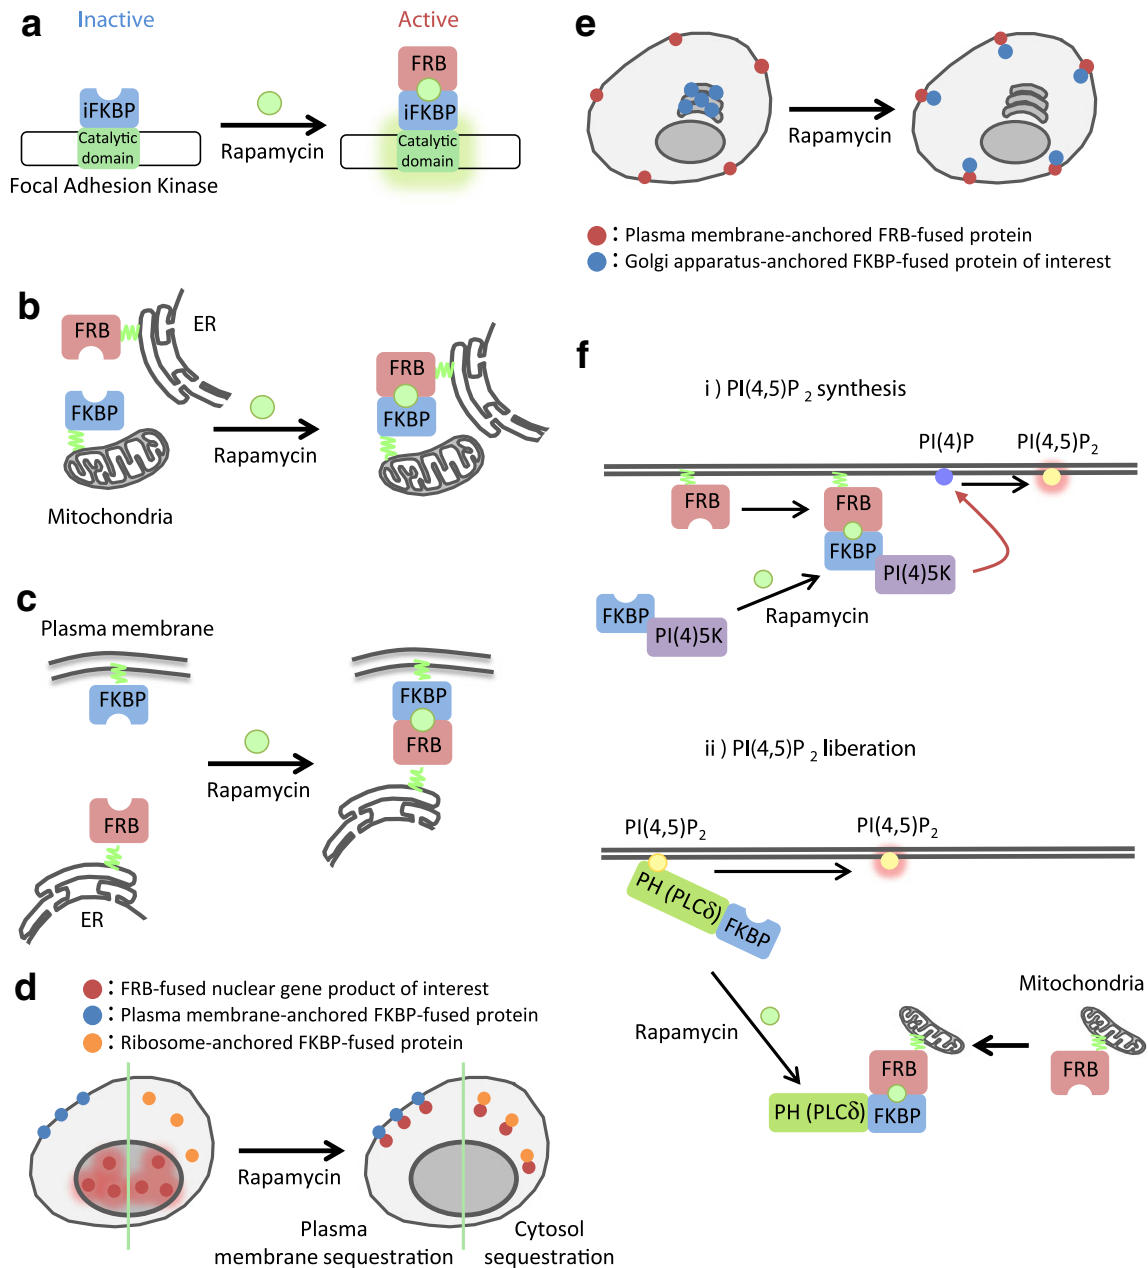 a
Inactive
Active
iFKBP
Catalytic
domain
Rapamycin
FRB
iFKBP
Catalytic
domain
Focal Adhesion Kinase
b
FRB
ER
FKBP
Mitochondria
Rapamycin
FRB
FKBP
c
Plasma membrane
FKBP
FRB
ER
Rapamycin
FKBP
FRB
d
: FRB-fused nuclear gene product of interest
: Plasma membrane-anchored FKBP-fused protein
: Ribosome-anchored FKBP-fused protein
Rapamycin
Plasma
membrane sequestration
Cytosol
sequestration
e
Rapamycin
: Plasma membrane-anchored FRB-fused protein
: Golgi apparatus-anchored FKBP-fused protein of interest
f
i ) PI(4,5)P2 synthesis
PI(4)P
PI(4,5)P2
FRB
FRB
FKBP
PI(4)5K
FKBP
PI(4)5K
Rapamycin
ii ) PI(4,5)P2 liberation
PI(4,5)P2
PI(4,5)P2
PH (PLCδ)
FKBP
Rapamycin
Mitochondria
FRB
FRB
PH (PLCδ)
FKBP